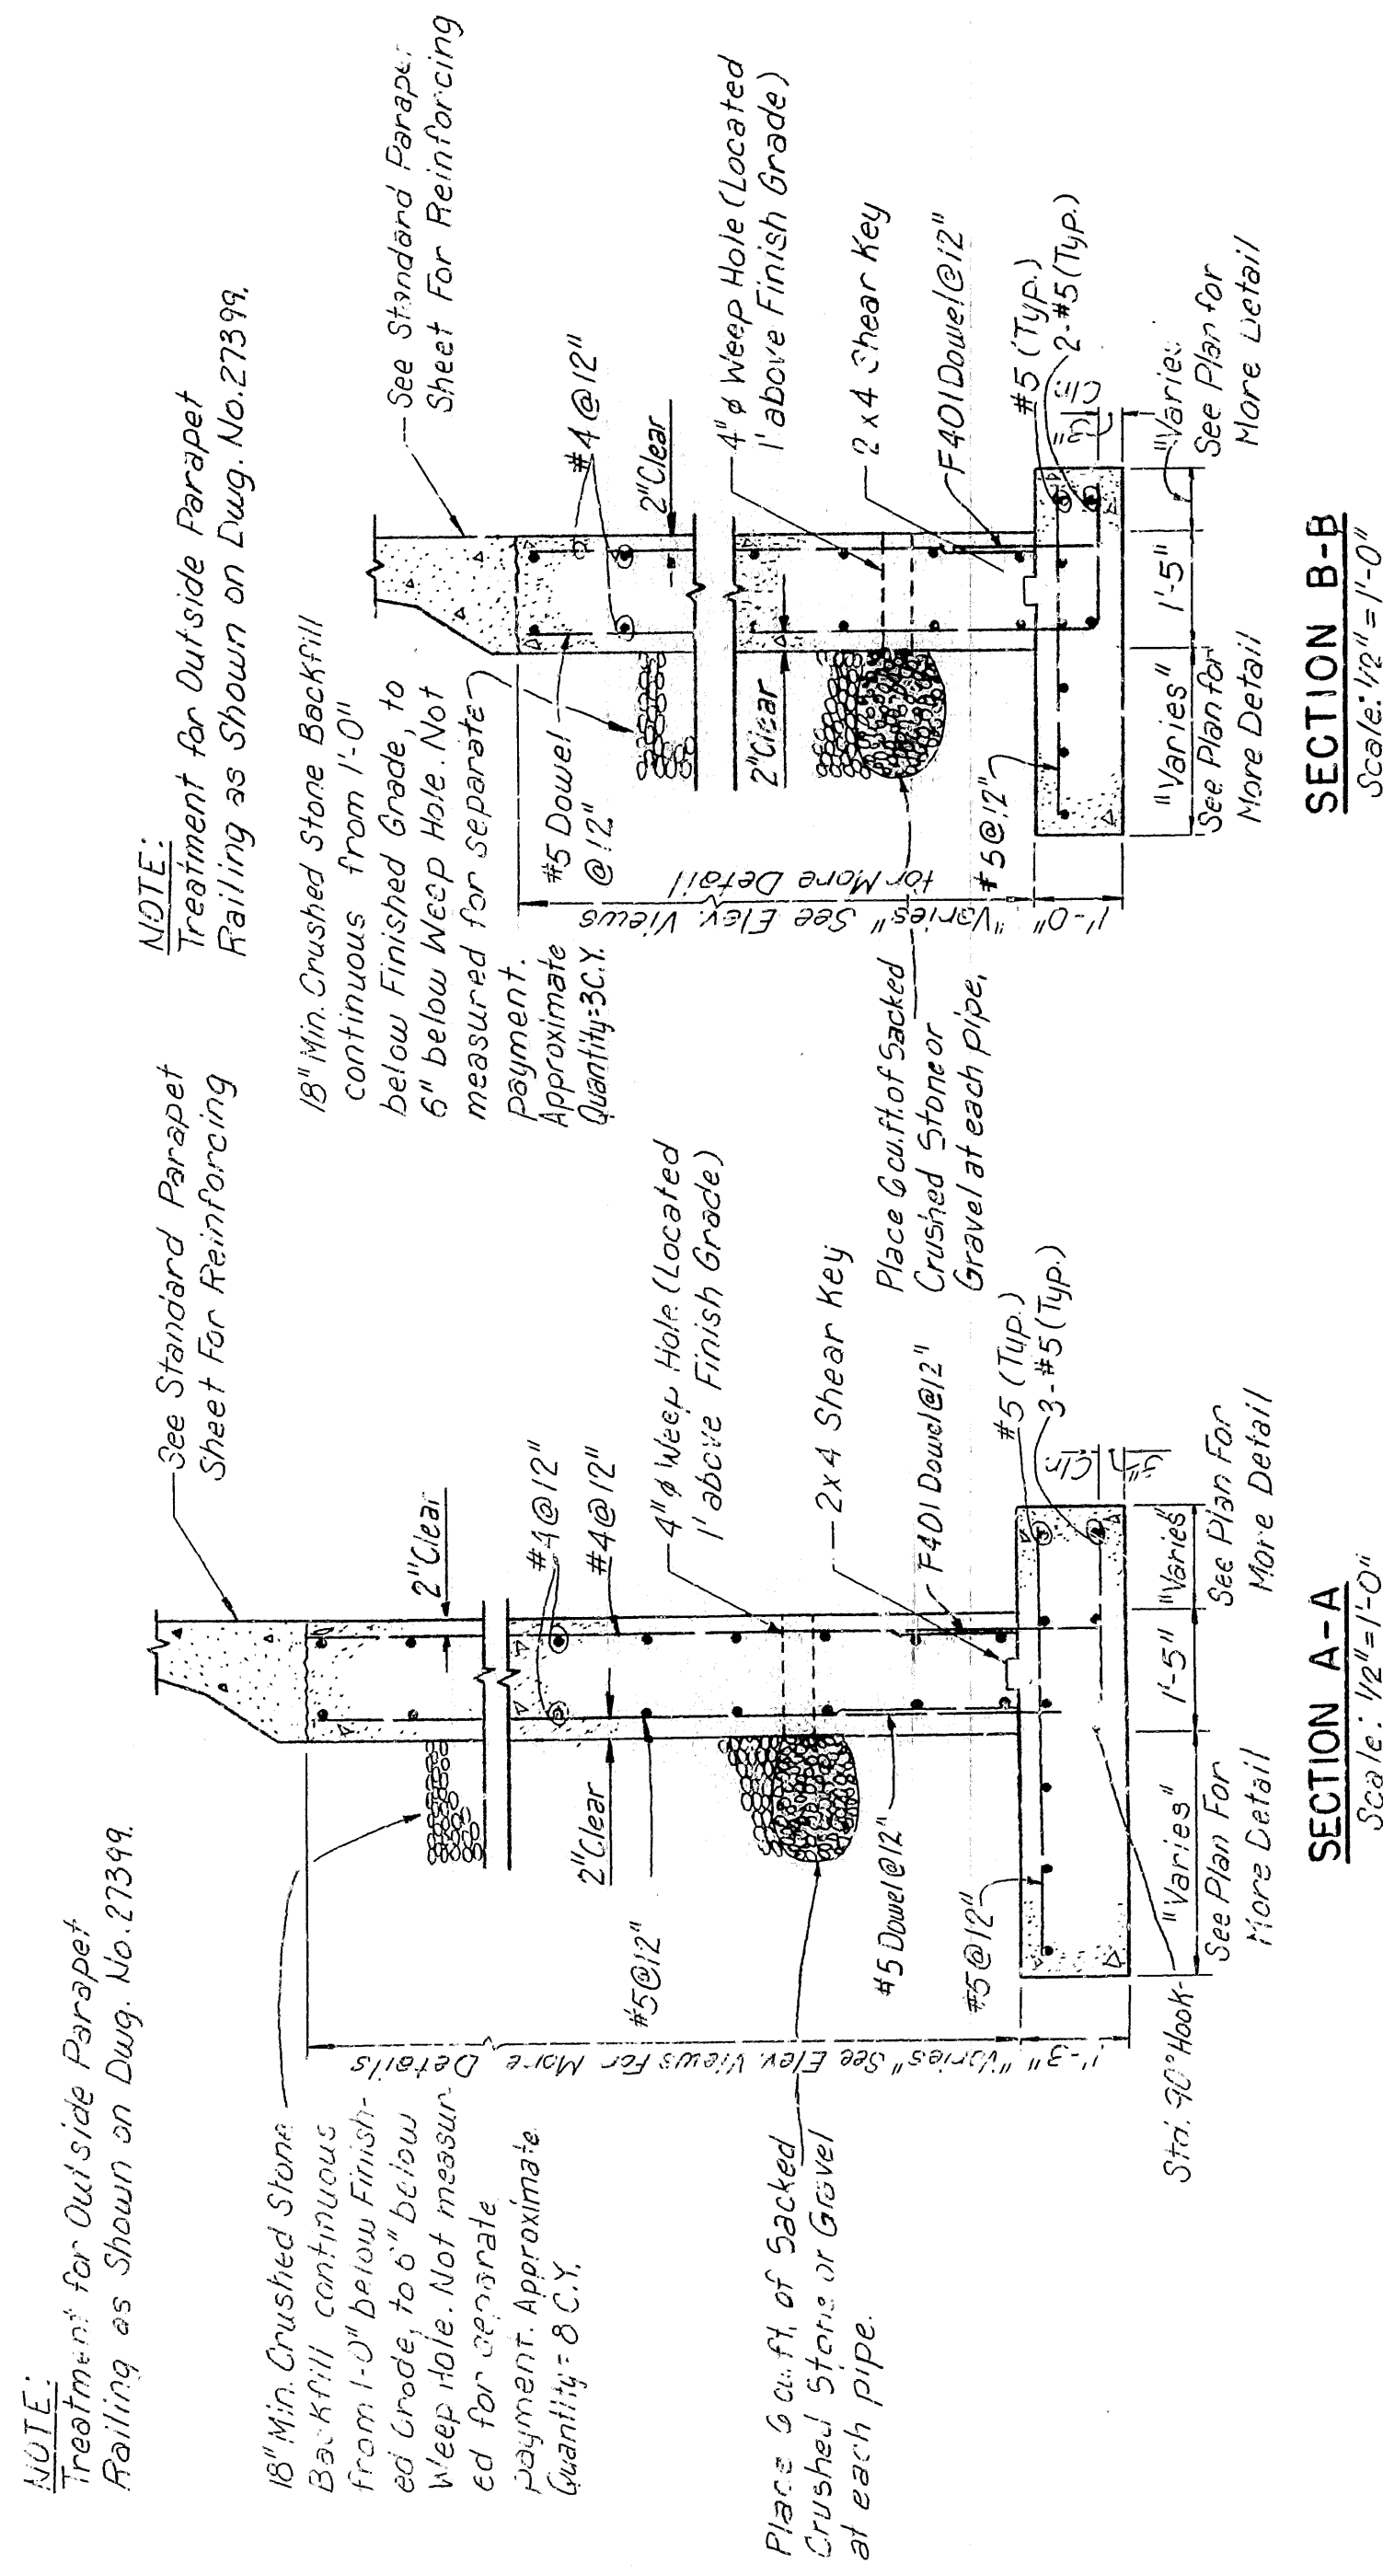 NOTE:
Treatment for Outside Parapet
Railing as Shown on Dwg. No. 27399.
See Standard Parapet
Sheet For Reinforcing
18" Min. Crushed Stone
Backfill continuous
from 1'-0" below Finish-
ed Grade, to 6" below
Weep Hole. Not measur
ed for separate
payment. Approximate
Quantity = 8 C.Y.
2" Clear
#4@12"
#4@12"
4" ø Weep Hole (Located
1' above Finish Grade)
2x4 Shear Key
F401 Dowel@12"
#5 (Typ.)
3-#5 (Typ.)
2" Clear
#5@12"
#5 Dowel@12"
#5@12"
"Varies" See Elev. Views For More Details
1'-3"
Place 6 cu. ft. of Sacked
Crushed Stone or Gravel
at each pipe.
Std. 90° Hook
3" Clr.
"Varies"
See Plan For
More Detail
1'-5"
"Varies"
See Plan For
More Detail
SECTION A-A
Scale: 1/2" = 1'-0"
NOTE:
Treatment for Outside Parapet
Railing as Shown on Dwg. No. 27399.
See Standard Parapet
Sheet For Reinforcing
18" Min. Crushed Stone Backfill
continuous from 1'-0"
below Finished Grade, to
6" below Weep Hole. Not
measured for separate
payment.
Approximate
Quantity=3C.Y.
#4@12"
2" Clear
#5 Dowel
@12"
4" ø Weep Hole (Located
1' above Finish Grade)
2x4 Shear Key
F401 Dowel@12"
#5 (Typ.)
2-#5 (Typ.)
2" Clear
#5@12"
"Varies" See Elev. Views
for More Detail
1'-0"
Place 6 cu.ft. of Sacked
Crushed Stone or
Gravel at each pipe.
Clr.
"Varies"
See Plan for
More Detail
1'-5"
"Varies"
See Plan for
More Detail
SECTION B-B
Scale: 1/2" = 1'-0"